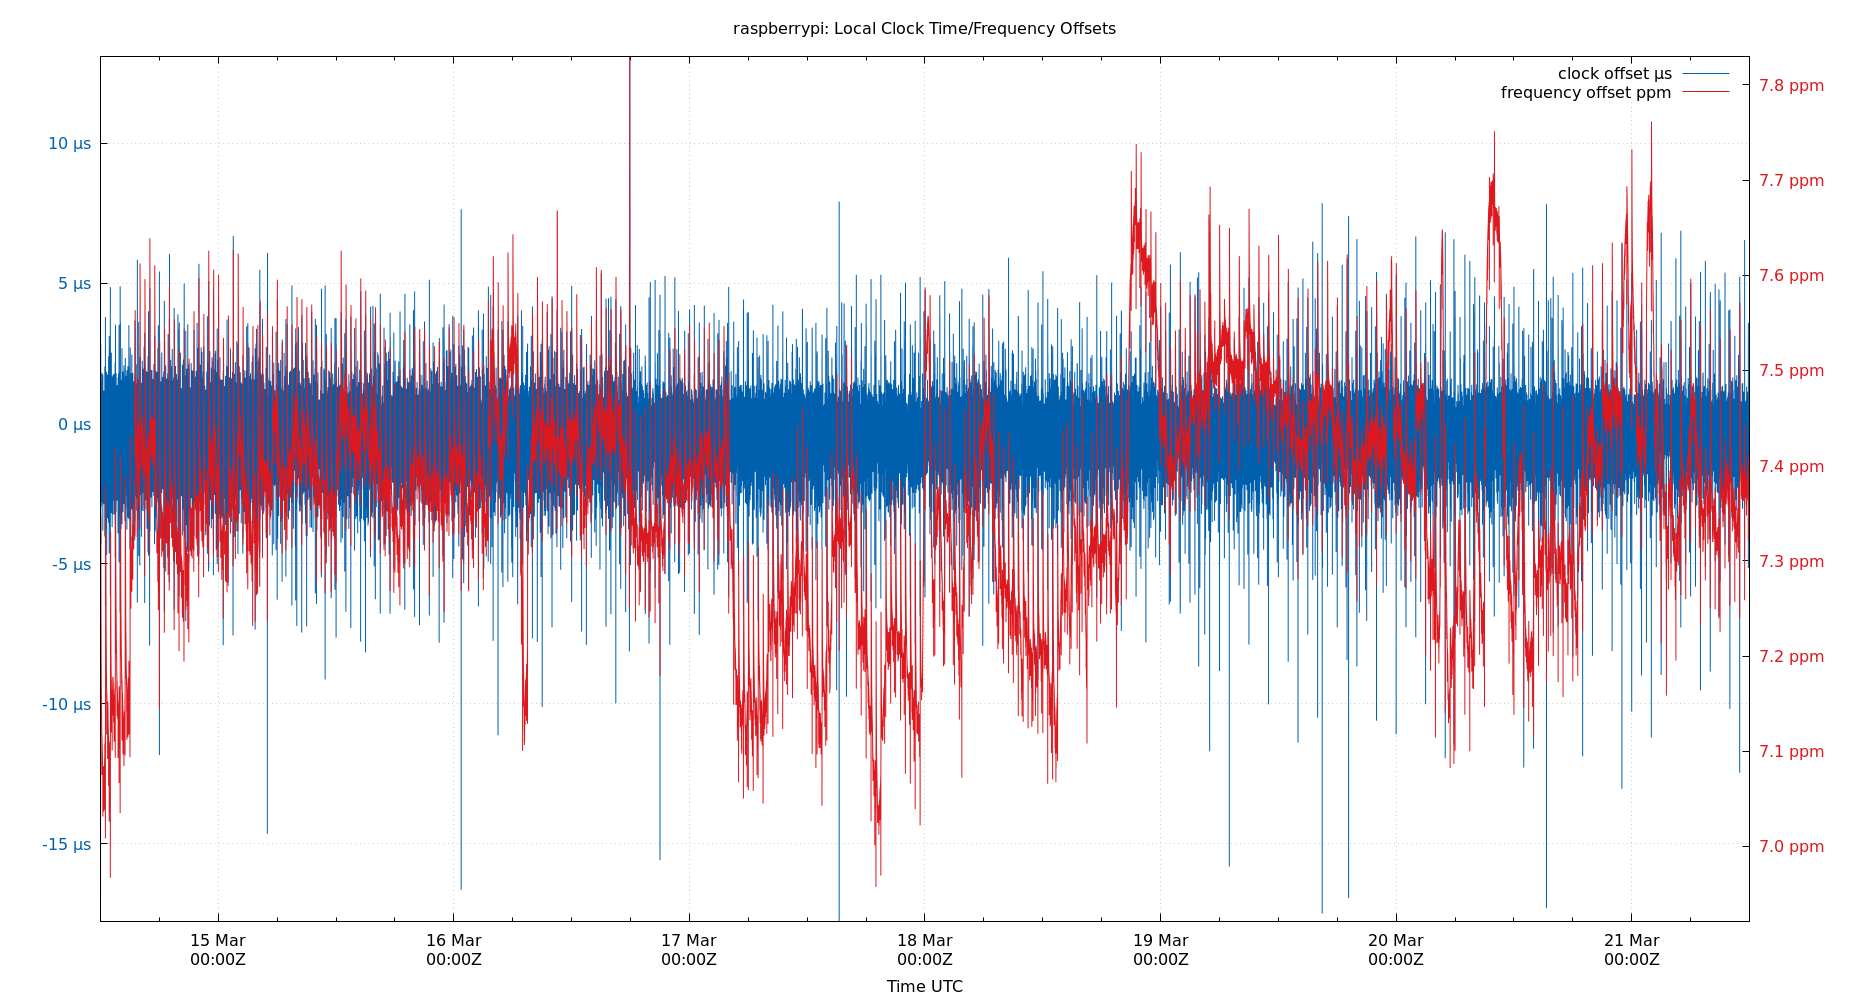 raspberrypi: Local Clock Time/Frequency Offsets
clock offset µs
frequency offset ppm
10 µs
5 µs
0 µs
-5 µs
-10 µs
-15 µs
7.8 ppm
7.7 ppm
7.6 ppm
7.5 ppm
7.4 ppm
7.3 ppm
7.2 ppm
7.1 ppm
7.0 ppm
15 Mar 16 Mar 17 Mar 18 Mar 19 Mar 20 Mar 21 Mar
00:00Z 00:00Z 00:00Z 00:00Z 00:00Z 00:00Z 00:00Z
Time UTC